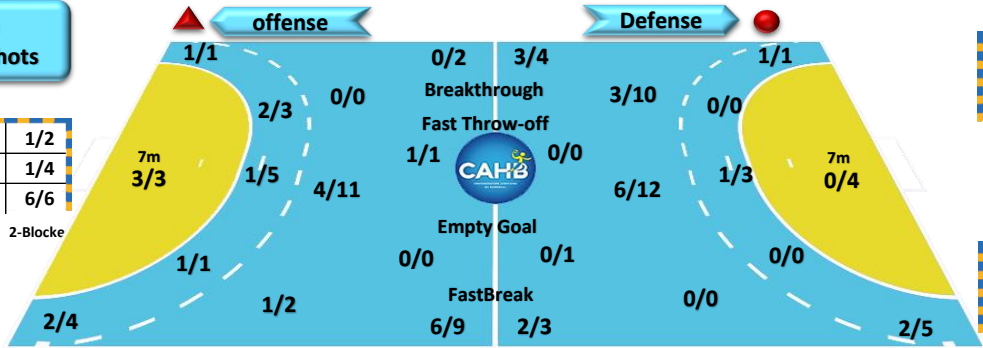 hots
offense
Defense
1/1
0/2
3/4
1/1
Breakthrough
2/3
0/0
3/10
0/0
Fast Throw-off
1/2
1/4
6/6
2-Blocke
7m
3/3
1/5
4/11
1/1
CAHB
0/0
6/12
1/3
7m
0/4
Empty Goal
1/1
0/0
0/1
0/0
FastBreak
1/2
0/0
2/4
6/9
2/3
2/5